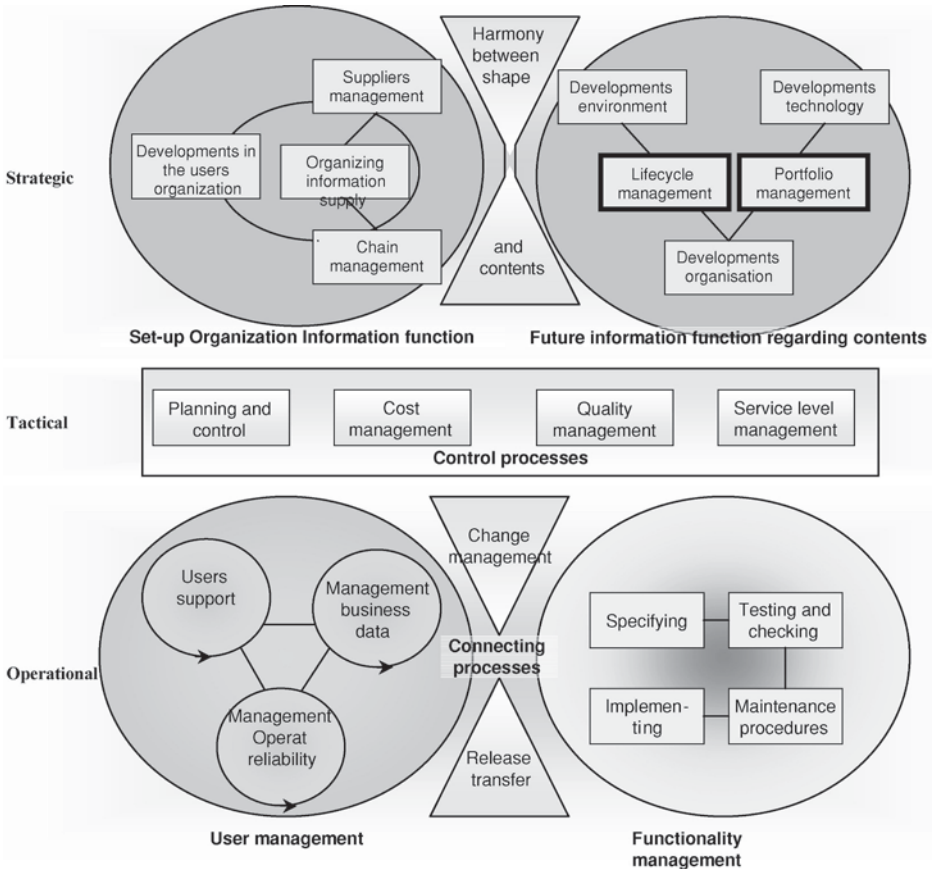 Harmony
between
shape
and
contents
Strategic
Suppliers
management
Developments in
the users
organization
Organizing
information
supply
Chain
management
Set-up Organization Information function
Developments
environment
Developments
technology
Lifecycle
management
Portfolio
management
Developments
organisation
Future information function regarding contents
Tactical
Planning and
control
Cost
management
Quality
management
Service level
management
Control processes
Operational
Users
support
Management
business
data
Management
Operat
reliability
User management
Change
management
Connecting
processes
Release
transfer
Specifying
Testing and
checking
Implemen-
ting
Maintenance
procedures
Functionality
management